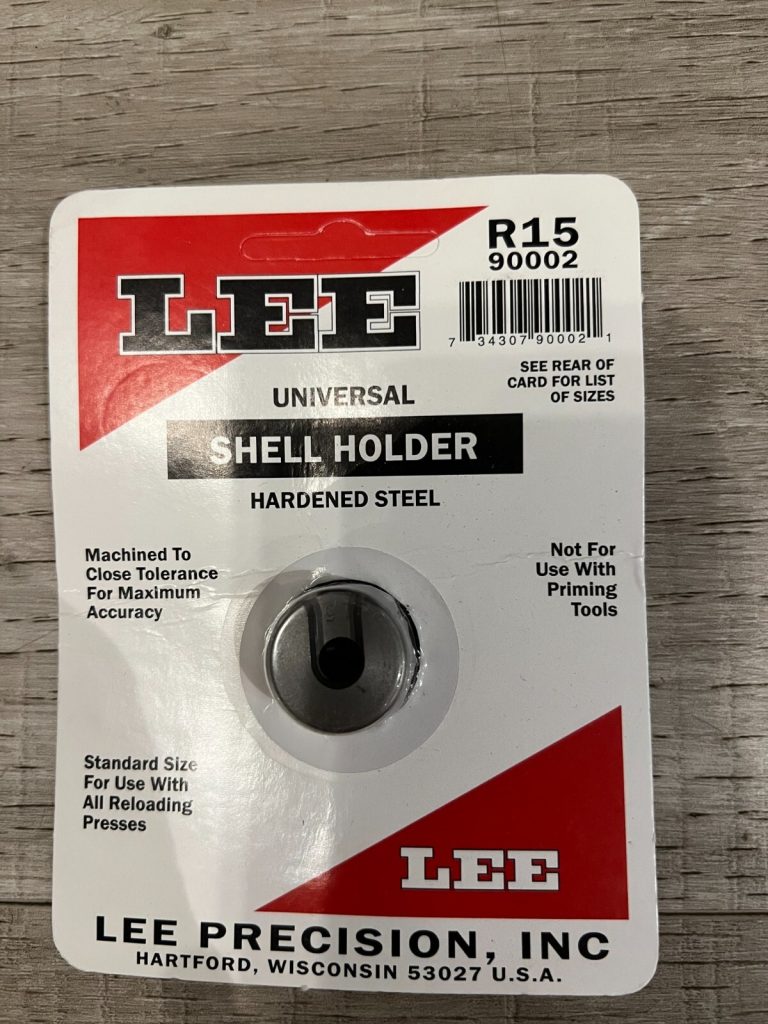 LEE
R15
90002
7 34307 90002 1
SEE REAR OF
CARD FOR LIST
OF SIZES
UNIVERSAL
SHELL HOLDER
HARDENED STEEL
Machined To
Close Tolerance
For Maximum
Accuracy
Not For
Use With
Priming
Tools
Standard Size
For Use With
All Reloading
Presses
LEE
LEE PRECISION, INC
HARTFORD, WISCONSIN 53027 U.S.A.